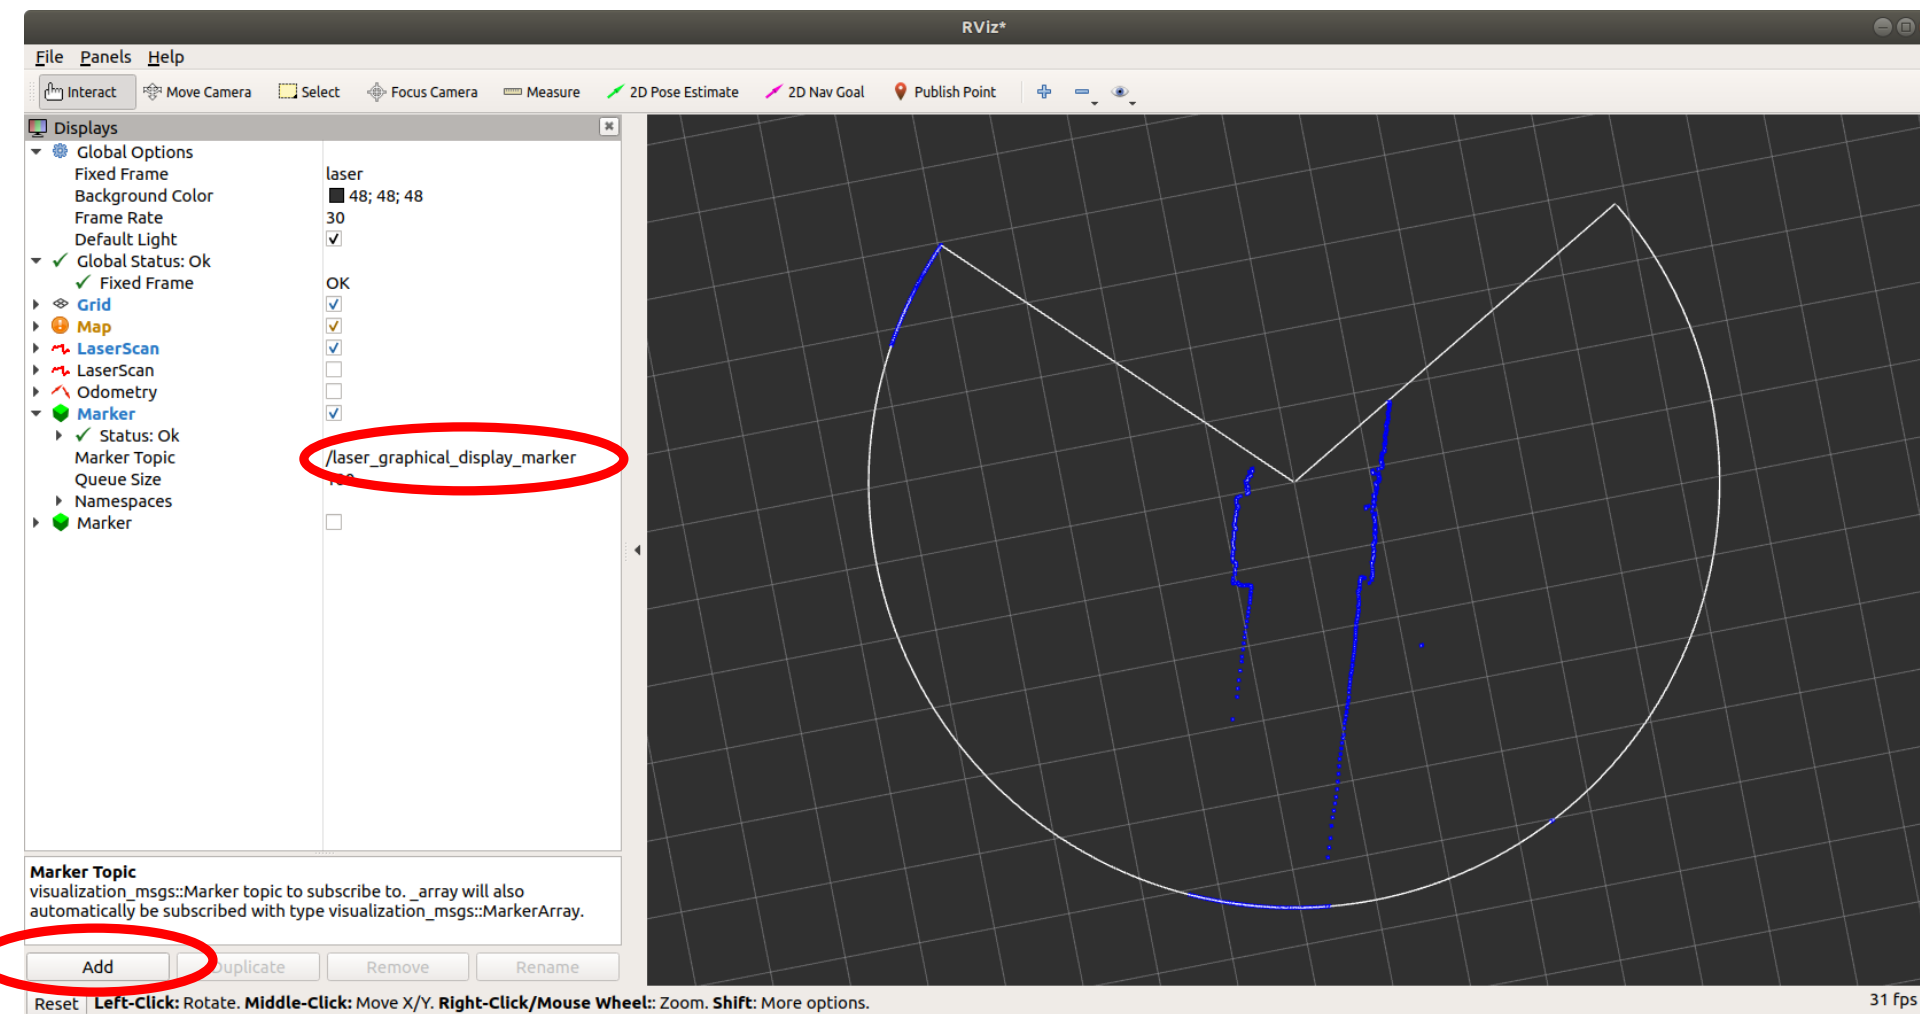 RViz*
File Panels Help
Interact Move Camera Select Focus Camera Measure 2D Pose Estimate 2D Nav Goal Publish Point
Displays
Global Options
Fixed Frame laser
Background Color 48; 48; 48
Frame Rate 30
Default Light
Global Status: Ok
Fixed Frame OK
Grid
Map
LaserScan
LaserScan
Odometry
Marker
Status: Ok
Marker Topic /laser_graphical_display_marker
Queue Size
Namespaces
Marker
Marker Topic
visualization_msgs::Marker topic to subscribe to. _array will also
automatically be subscribed with type visualization_msgs::MarkerArray.
Add Duplicate Remove Rename
Reset Left-Click: Rotate. Middle-Click: Move X/Y. Right-Click/Mouse Wheel:: Zoom. Shift: More options. 31 fps